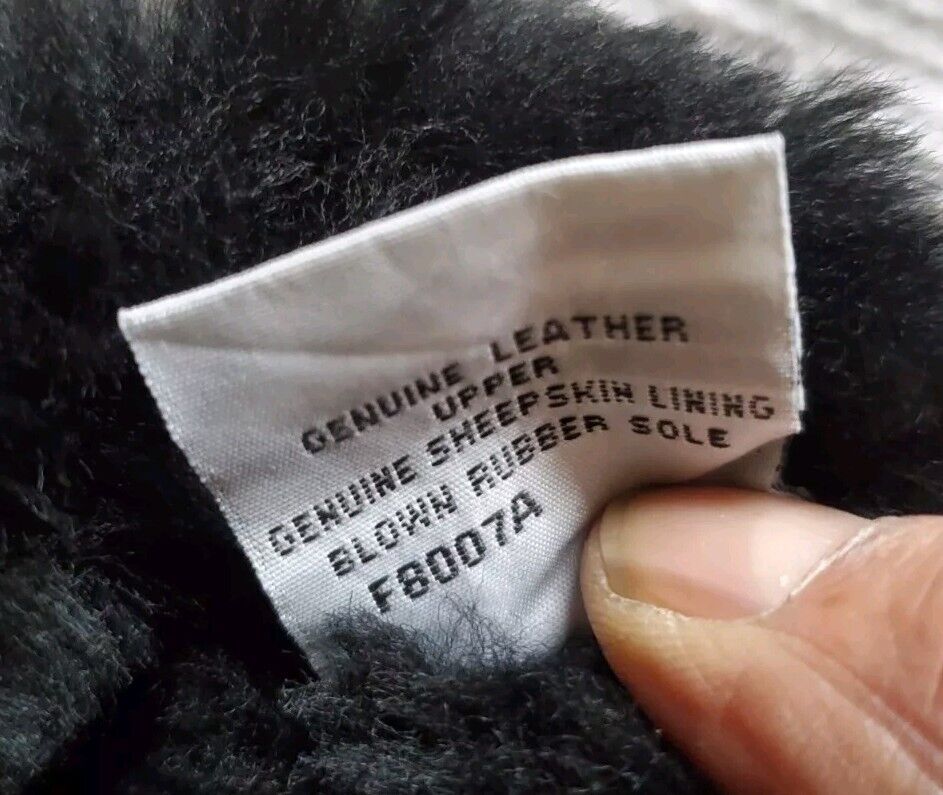 GENUINE LEATHER
UPPER
GENUINE SHEEPSKIN LINING
BLOWN RUBBER SOLE
F8007A